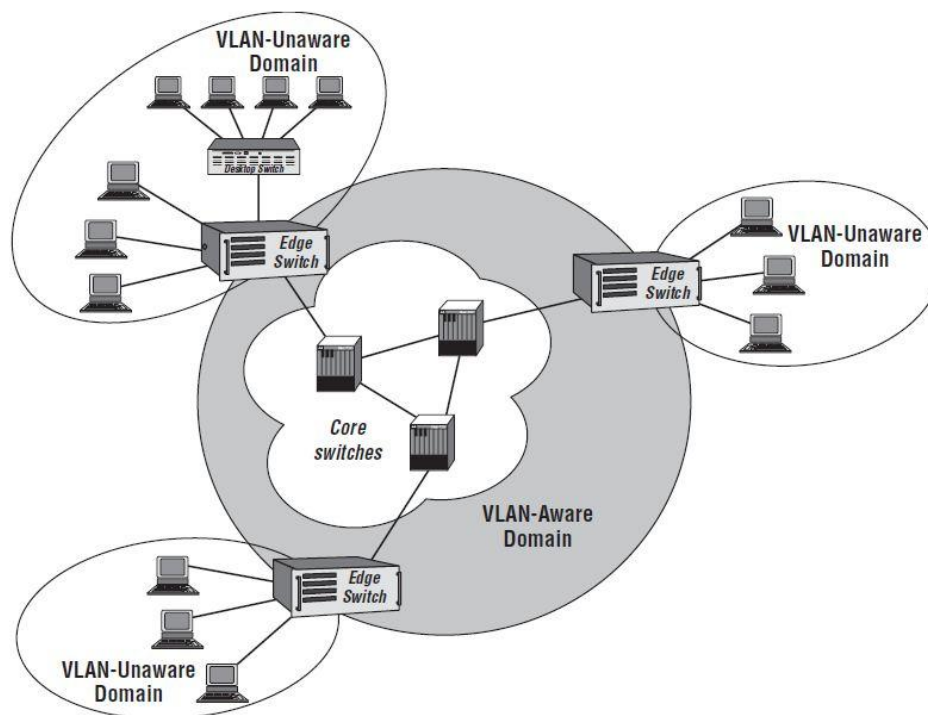 VLAN-Unaware
Domain
Desktop Switch
Edge
Switch
VLAN-Unaware
Domain
Edge
Switch
Core
switches
VLAN-Aware
Domain
Edge
Switch
VLAN-Unaware
Domain